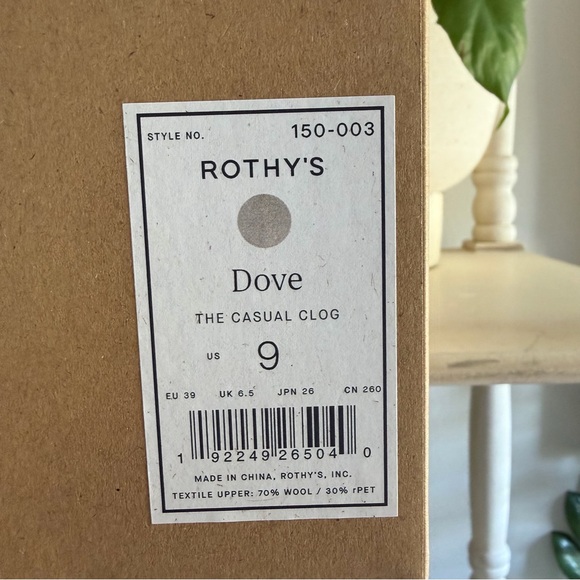 STYLE NO. 150-003
ROTHY'S
Dove
THE CASUAL CLOG
US 9
EU 39 UK 6.5 JPN 26 CN 260
1 92249 26504 0
MADE IN CHINA, ROTHY'S, INC.
TEXTILE UPPER: 70% WOOL / 30% rPET